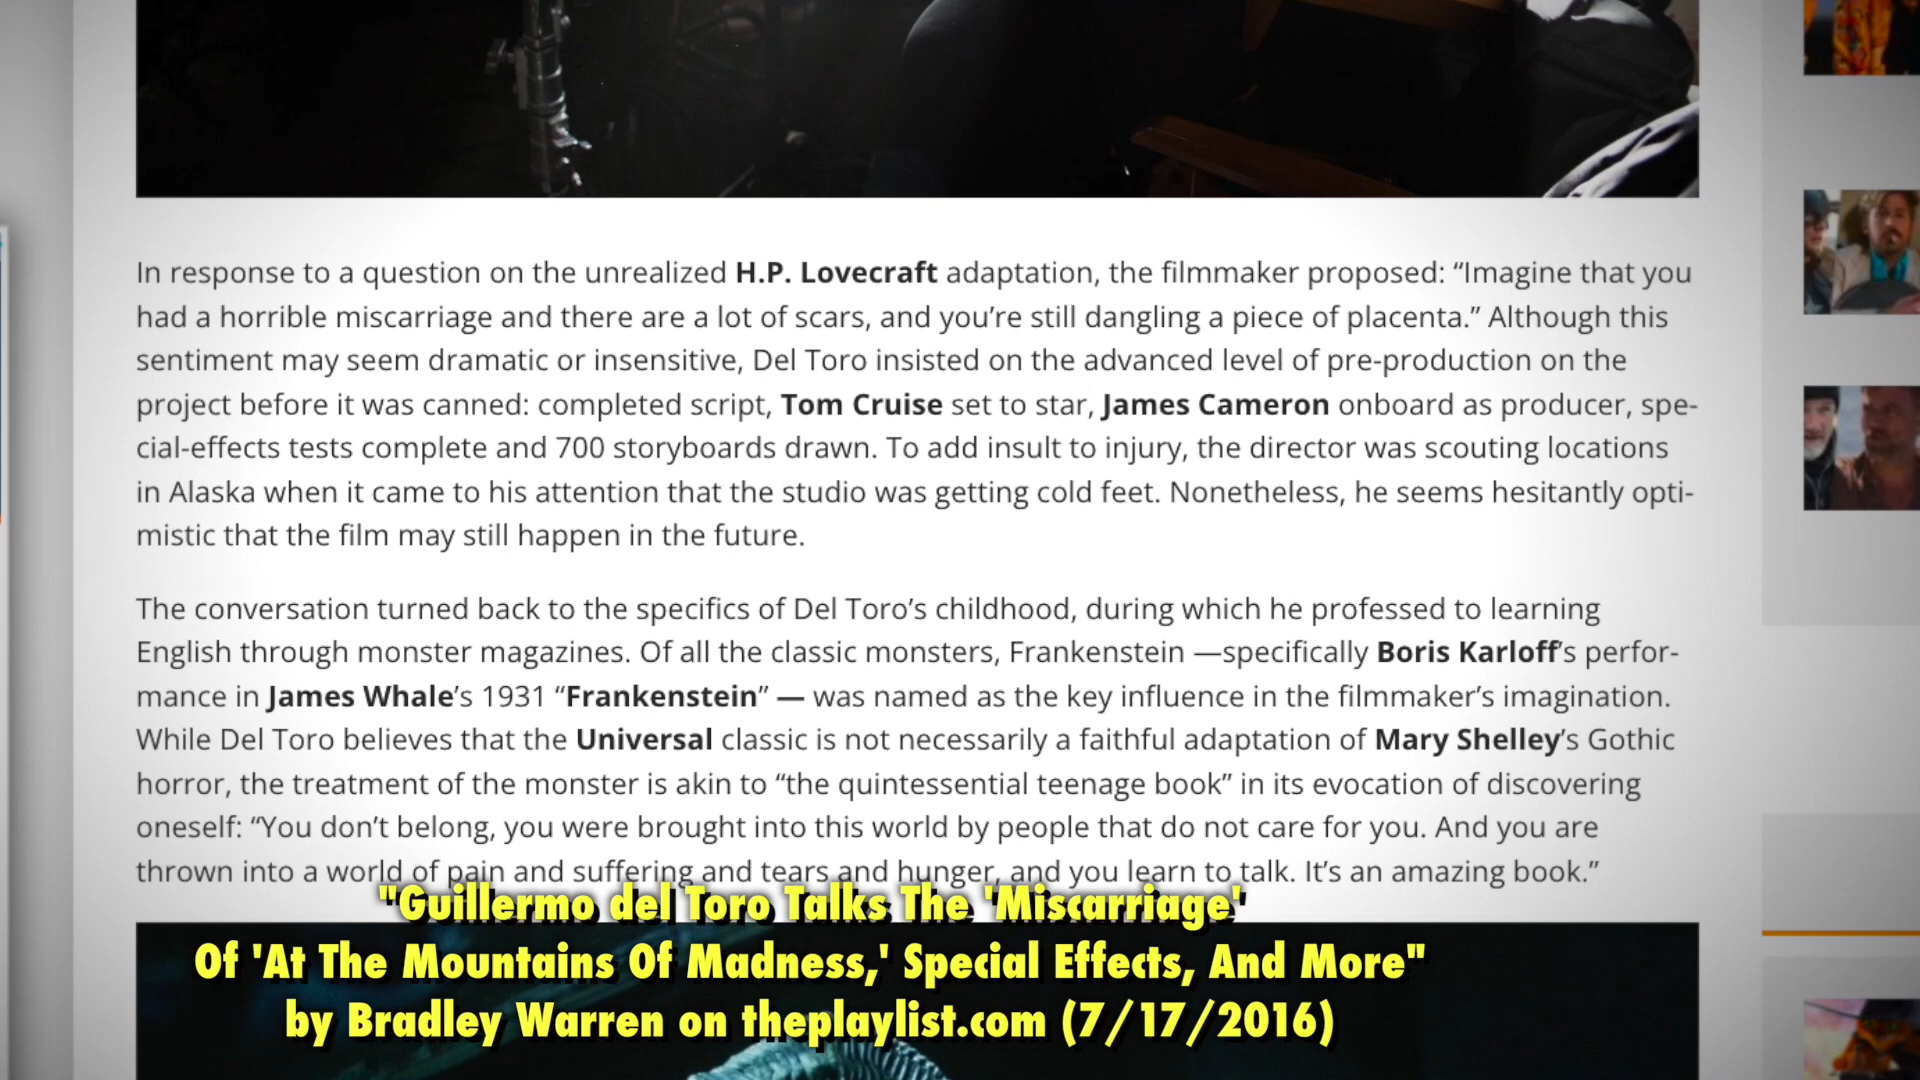 In response to a question on the unrealized H.P. Lovecraft adaptation, the filmmaker proposed: “Imagine that you
had a horrible miscarriage and there are a lot of scars, and you’re still dangling a piece of placenta.” Although this
sentiment may seem dramatic or insensitive, Del Toro insisted on the advanced level of pre-production on the
project before it was canned: completed script, Tom Cruise set to star, James Cameron onboard as producer, spe-
cial-effects tests complete and 700 storyboards drawn. To add insult to injury, the director was scouting locations
in Alaska when it came to his attention that the studio was getting cold feet. Nonetheless, he seems hesitantly opti-
mistic that the film may still happen in the future.
The conversation turned back to the specifics of Del Toro’s childhood, during which he professed to learning
English through monster magazines. Of all the classic monsters, Frankenstein —specifically Boris Karloff’s perfor-
mance in James Whale’s 1931 “Frankenstein” — was named as the key influence in the filmmaker’s imagination.
While Del Toro believes that the Universal classic is not necessarily a faithful adaptation of Mary Shelley’s Gothic
horror, the treatment of the monster is akin to “the quintessential teenage book” in its evocation of discovering
oneself: “You don’t belong, you were brought into this world by people that do not care for you. And you are
thrown into a world of pain and suffering and tears and hunger, and you learn to talk. It’s an amazing book.”
"Guillermo del Toro Talks The 'Miscarriage'
Of 'At The Mountains Of Madness,' Special Effects, And More"
by Bradley Warren on theplaylist.com (7/17/2016)